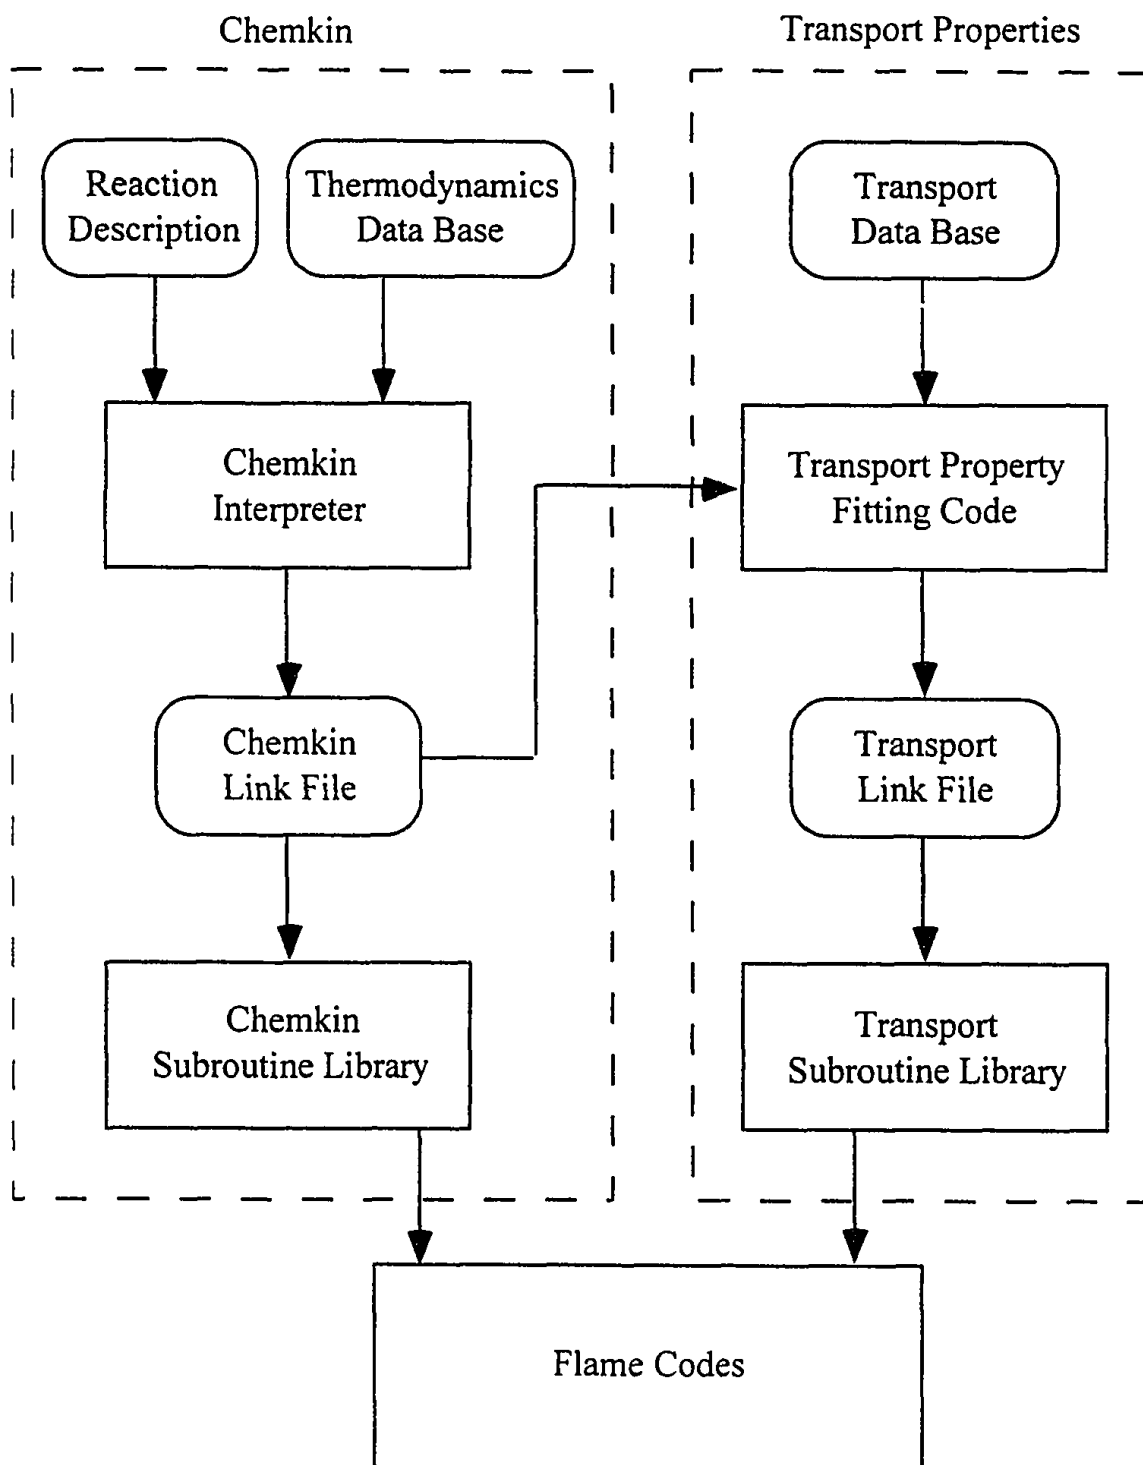 Chemkin
Transport Properties
Reaction
Description
Thermodynamics
Data Base
Transport
Data Base
Chemkin
Interpreter
Transport Property
Fitting Code
Chemkin
Link File
Transport
Link File
Chemkin
Subroutine Library
Transport
Subroutine Library
Flame Codes